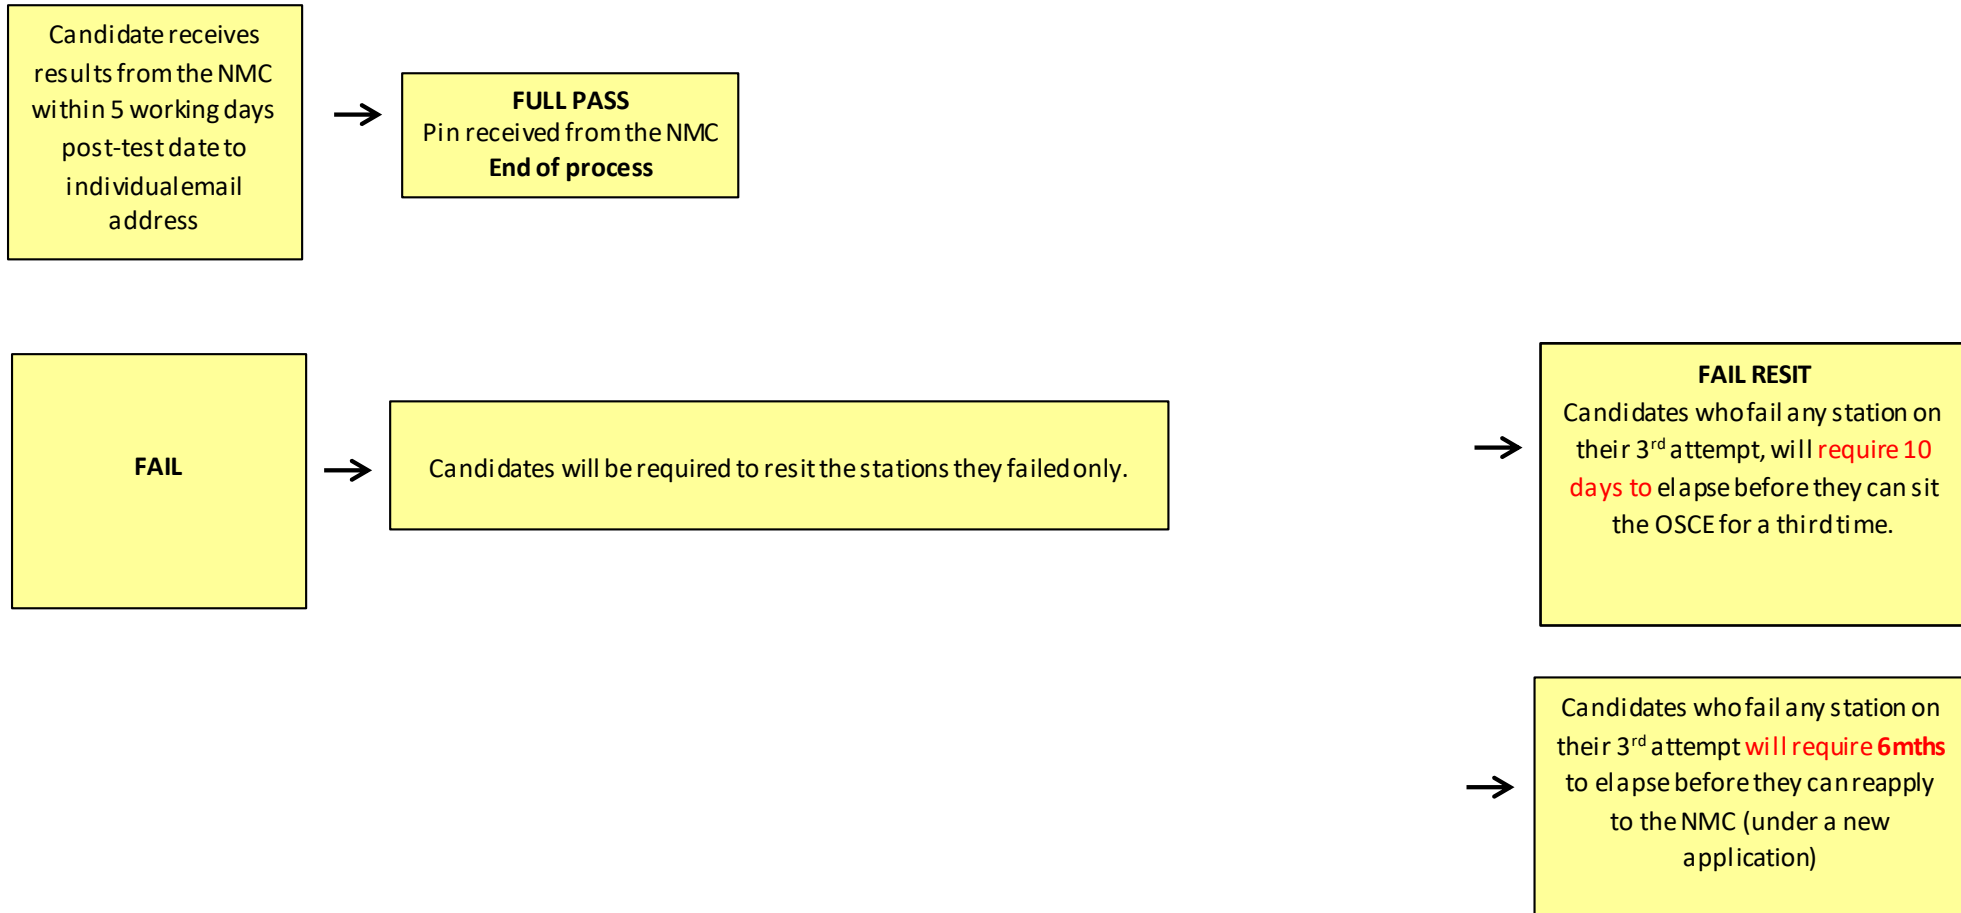 Candidate receives
results from the NMC
within 5 working days
post-test date to
individual email
address
FULL PASS
Pin received from the NMC
End of process
FAIL
Candidates will be required to resit the stations they failed only.
FAIL RESIT
Candidates who fail any station on
their 3rd attempt, will require 10
days to elapse before they can sit
the OSCE for a third time.
Candidates who fail any station on
their 3rd attempt will require 6mths
to elapse before they can reapply
to the NMC (under a new
application)